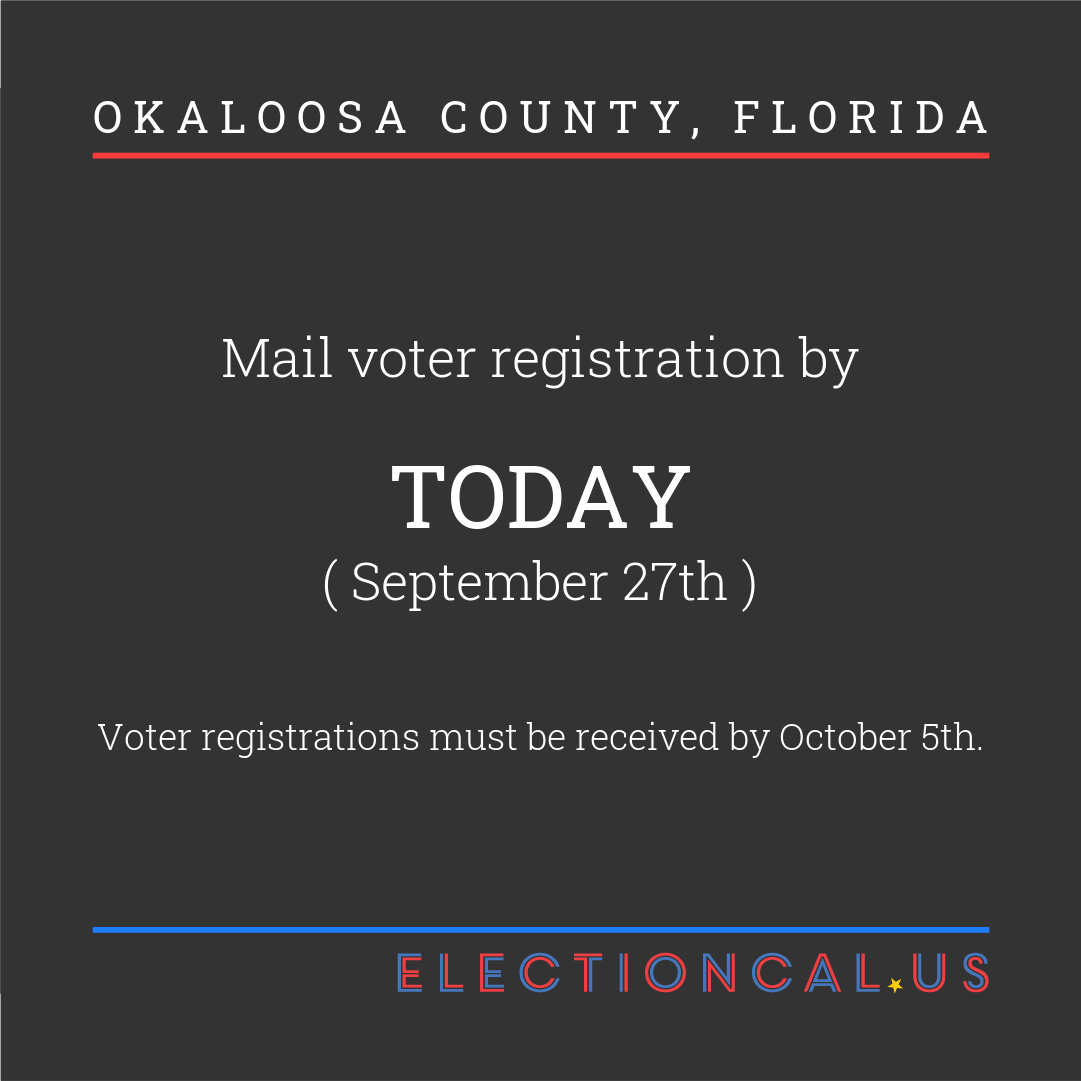 OKALOOSA COUNTY, FLORIDA
Mail voter registration by
TODAY
( September 27th )
Voter registrations must be received by October 5th.
ELECTIONCAL.US